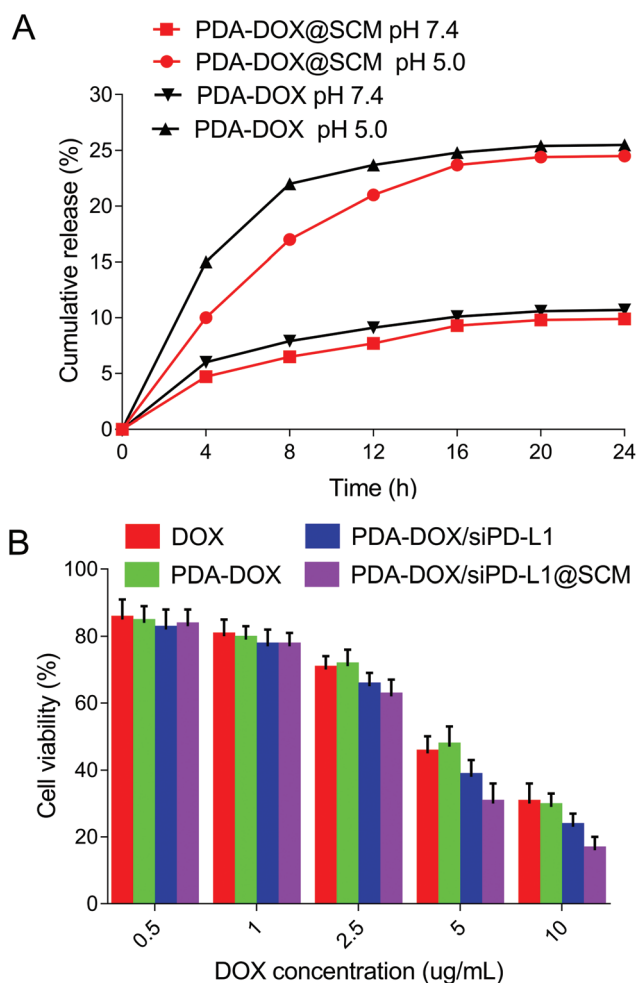 A
PDA-DOX@SCM pH 7.4
PDA-DOX@SCM pH 5.0
PDA-DOX pH 7.4
PDA-DOX pH 5.0
30
25
20
15
10
5
0
Cumulative release (%)
0 4 8 12 16 20 24
Time (h)
B
DOX PDA-DOX/siPD-L1
PDA-DOX PDA-DOX/siPD-L1@SCM
100
80
60
40
20
0
Cell viability (%)
0.5 1 2.5 5 10
DOX concentration (ug/mL)